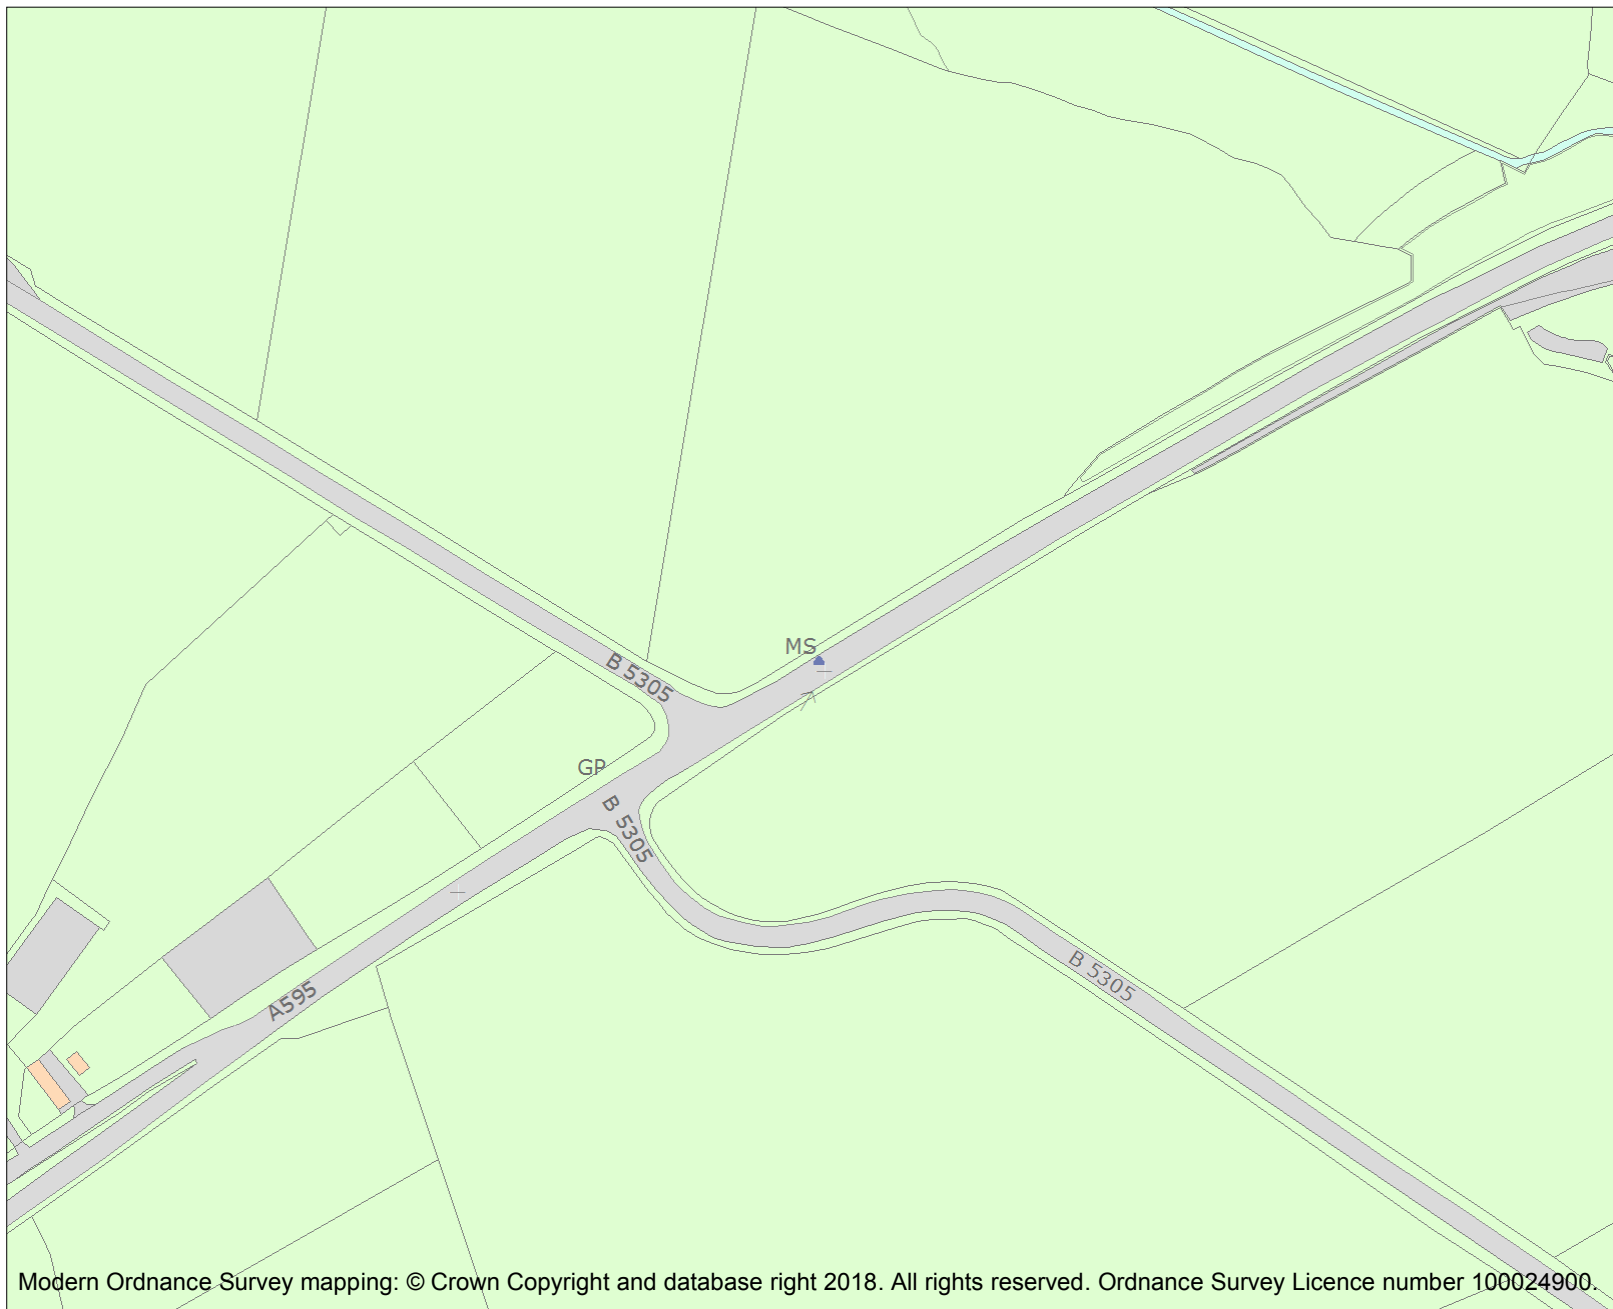 MS
B 5305
GP
B 5305
B 5305
A595
Modern Ordnance Survey mapping: © Crown Copyright and database right 2018. All rights reserved. Ordnance Survey Licence number 100024900.